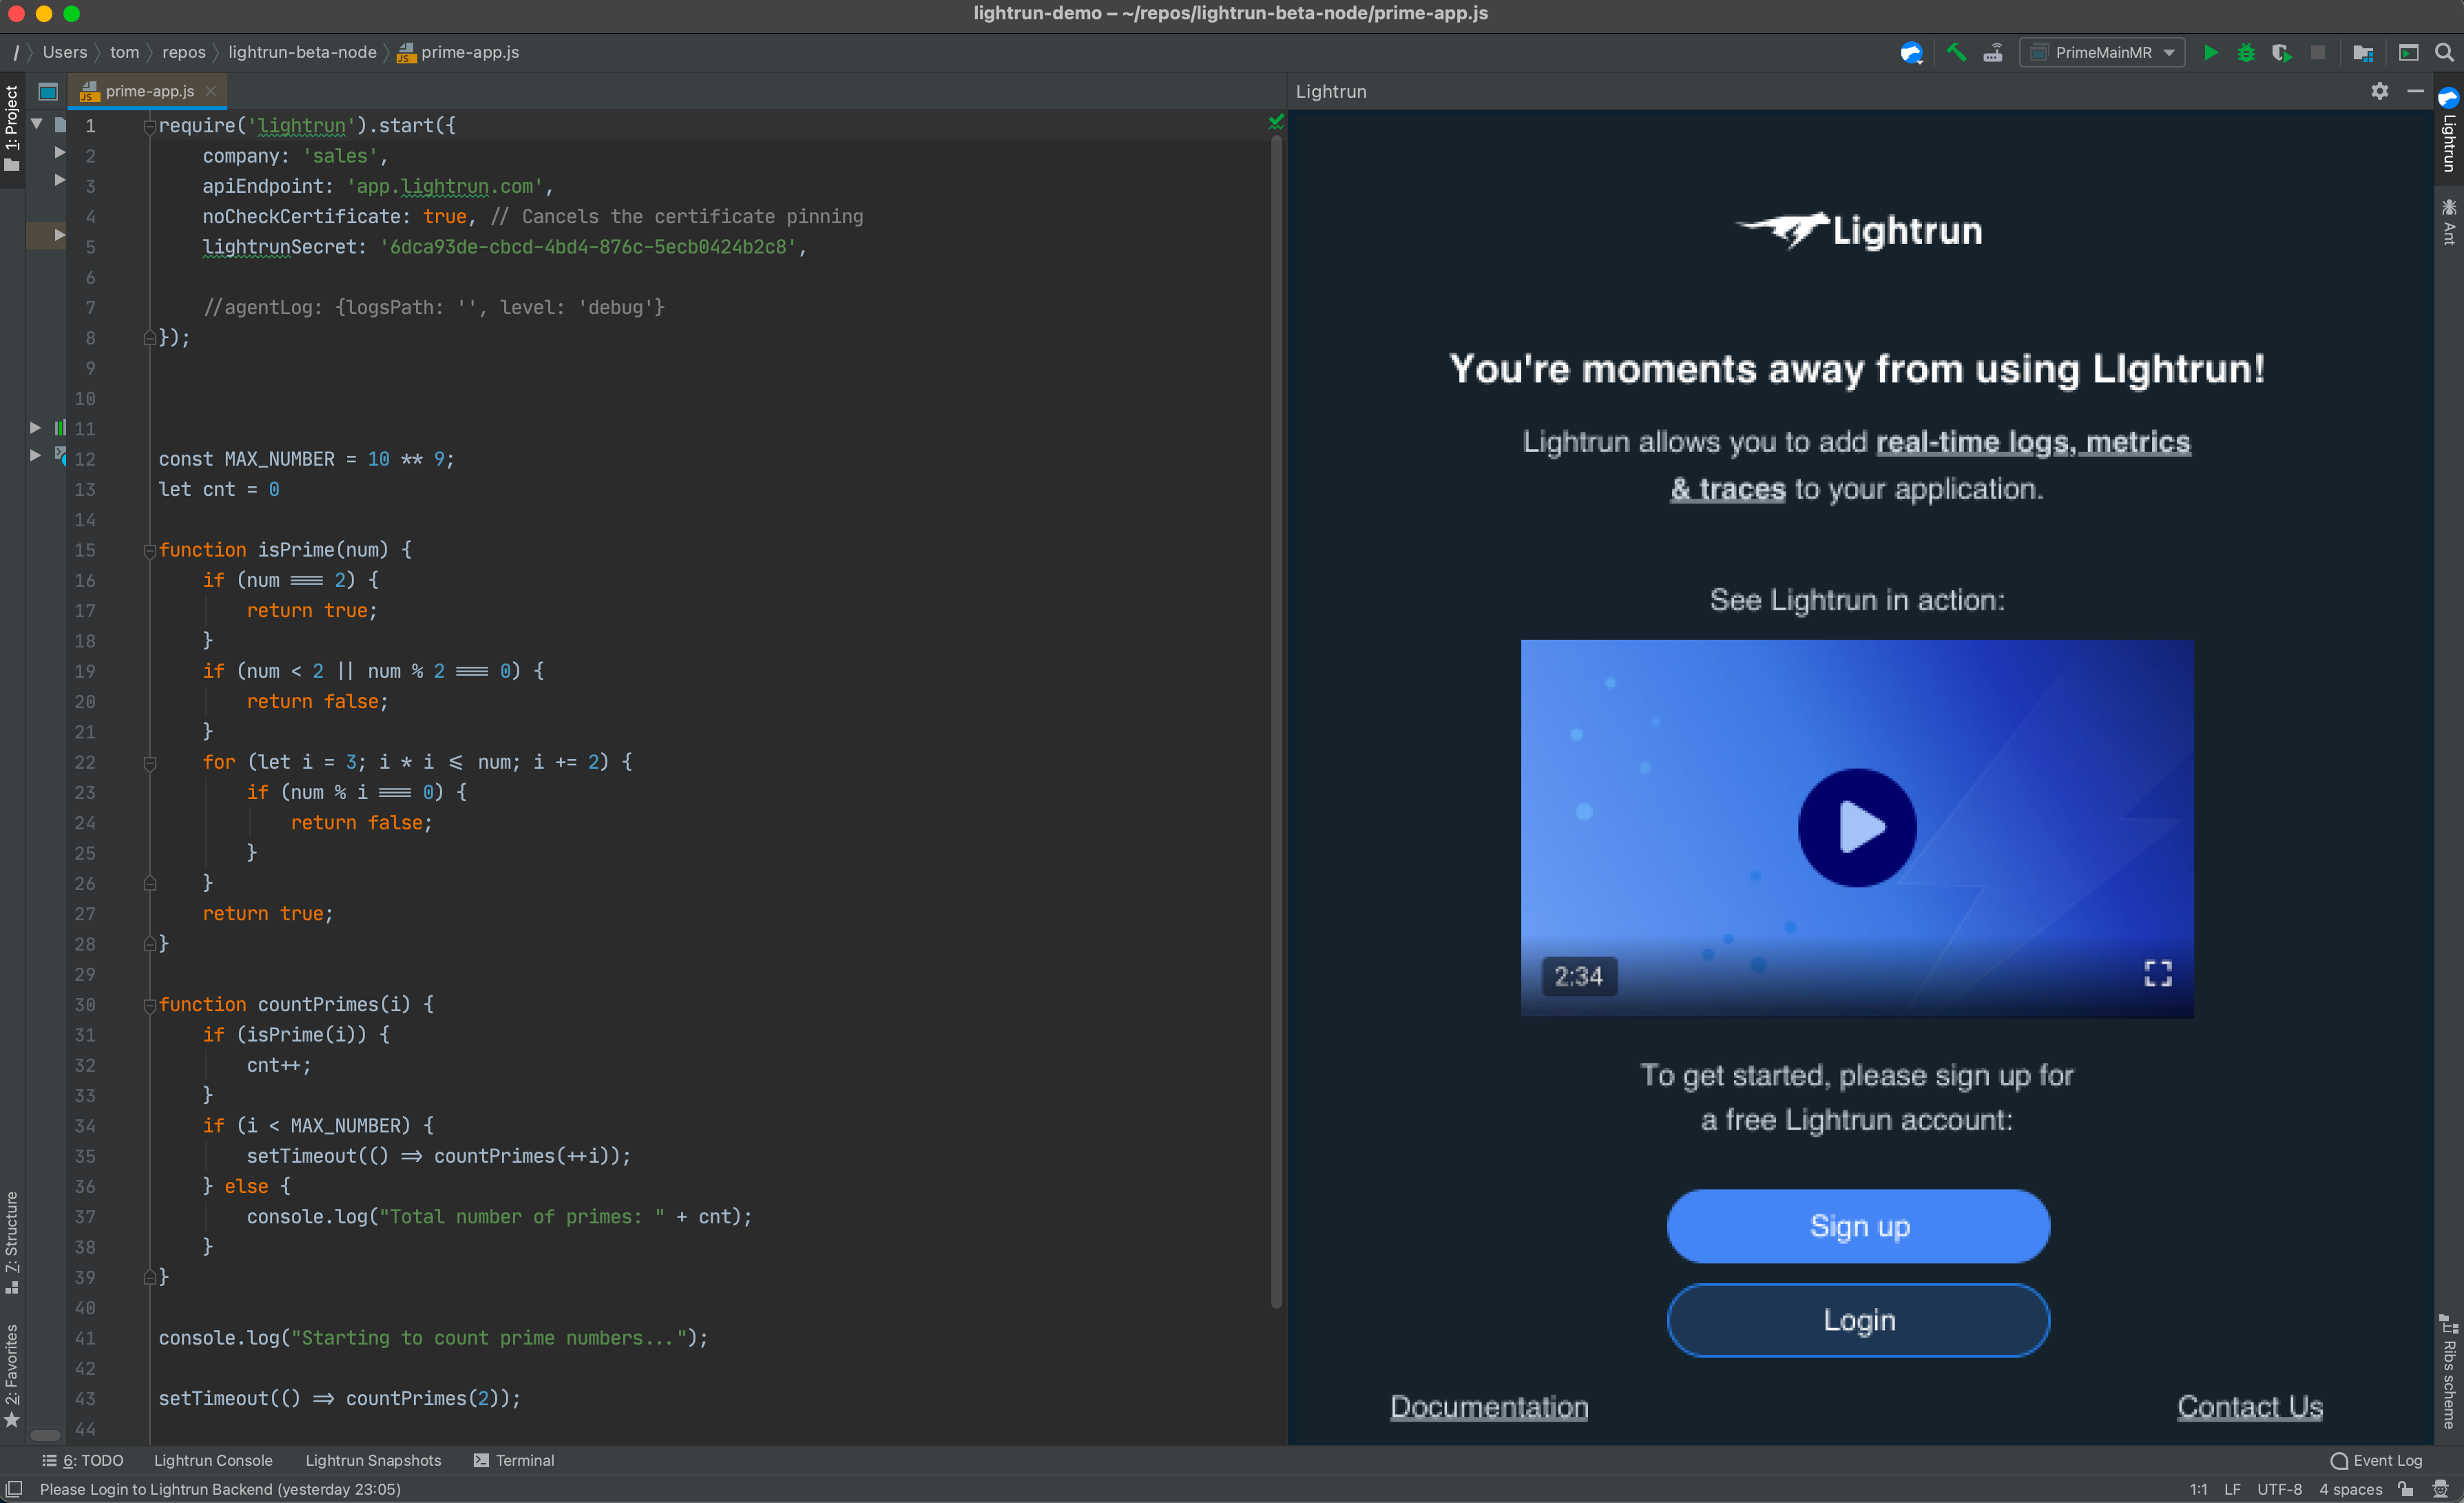 lightrun-demo – ~/repos/lightrun-beta-node/prime-app.js
/ Users tom repos lightrun-beta-node prime-app.js
PrimeMainMR
1: Project
7: Structure
2: Favorites
prime-app.js
1 require('lightrun').start({
2 company: 'sales',
3 apiEndpoint: 'app.lightrun.com',
4 noCheckCertificate: true, // Cancels the certificate pinning
5 lightrunSecret: '6dca93de-cbcd-4bd4-876c-5ecb0424b2c8',
6
7 //agentLog: {logsPath: '', level: 'debug'}
8 });
9
10
11
12 const MAX_NUMBER = 10 ** 9;
13 let cnt = 0
14
15 function isPrime(num) {
16 if (num === 2) {
17 return true;
18 }
19 if (num < 2 || num % 2 === 0) {
20 return false;
21 }
22 for (let i = 3; i * i <= num; i += 2) {
23 if (num % i === 0) {
24 return false;
25 }
26 }
27 return true;
28 }
29
30 function countPrimes(i) {
31 if (isPrime(i)) {
32 cnt++;
33 }
34 if (i < MAX_NUMBER) {
35 setTimeout(() => countPrimes(++i));
36 } else {
37 console.log("Total number of primes: " + cnt);
38 }
39 }
40
41 console.log("Starting to count prime numbers...");
42
43 setTimeout(() => countPrimes(2));
44
Lightrun
Lightrun
You're moments away from using LIghtrun!
Lightrun allows you to add real-time logs, metrics
& traces to your application.
See Lightrun in action:
2:34
To get started, please sign up for
a free Lightrun account:
Sign up
Login
Documentation
Contact Us
Lightrun
Ant
Ribs scheme
6: TODO
Lightrun Console
Lightrun Snapshots
Terminal
Event Log
Please Login to Lightrun Backend (yesterday 23:05)
1:1 LF UTF-8 4 spaces